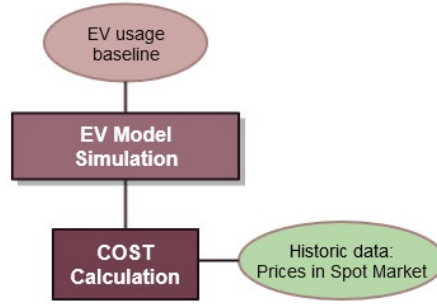 EV usage
baseline
EV Model
Simulation
COST
Calculation
Historic data:
Prices in Spot Market